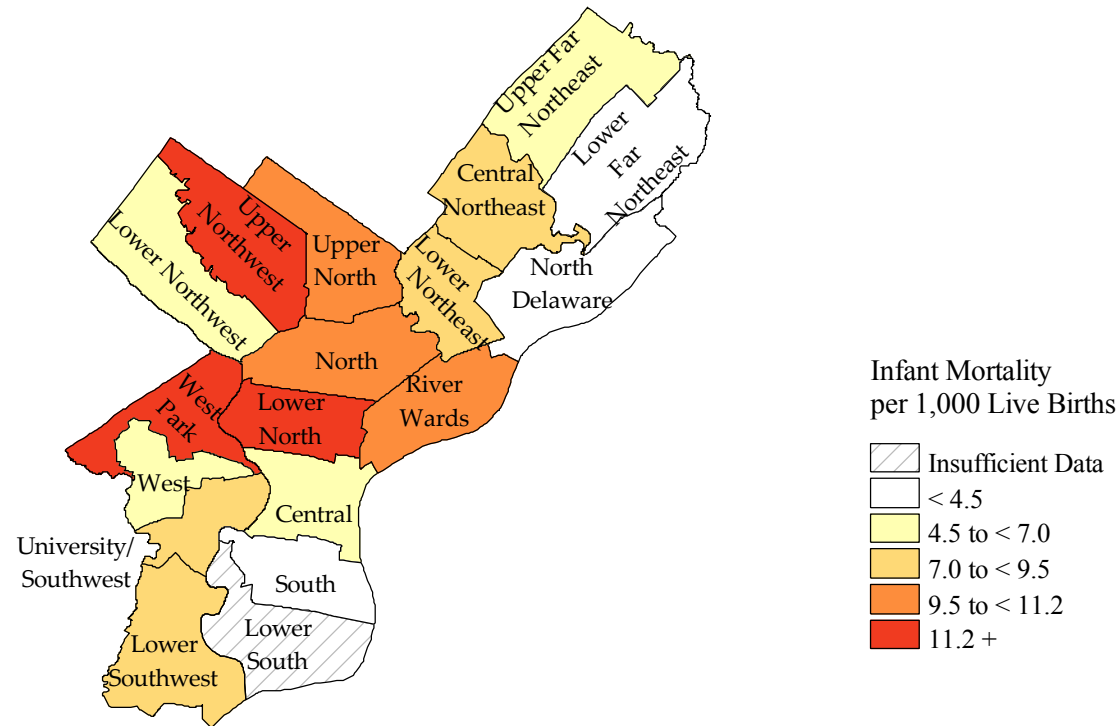 Upper Far
Northeast
Lower
Far
Northeast
Central
Northeast
Upper
Northwest
Lower Northwest
Upper
North
Lower
Northeast
North
Delaware
North
River
Wards
West
Park
Lower
North
West
Central
University/
Southwest
South
Lower
South
Lower
Southwest
Infant Mortality
per 1,000 Live Births
Insufficient Data
< 4.5
4.5 to < 7.0
7.0 to < 9.5
9.5 to < 11.2
11.2 +